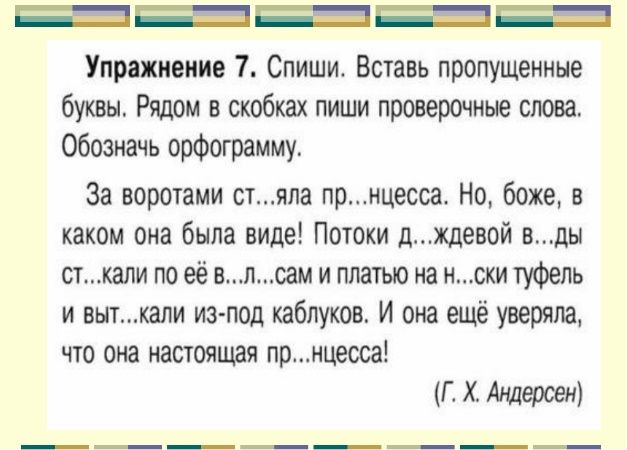 Упражнение 7. Спиши. Вставь пропущенные
буквы. Рядом в скобках пиши проверочные слова.
Обозначь орфограмму.
За воротами ст...яла пр...нцесса. Но, боже, в
каком она была виде! Потоки д...ждевой в...ды
ст...кали по её в...л...сам и платью на н...ски туфель
и выт...кали из-под каблуков. И она ещё уверяла,
что она настоящая пр...нцесса!
(Г. Х. Андерсен)